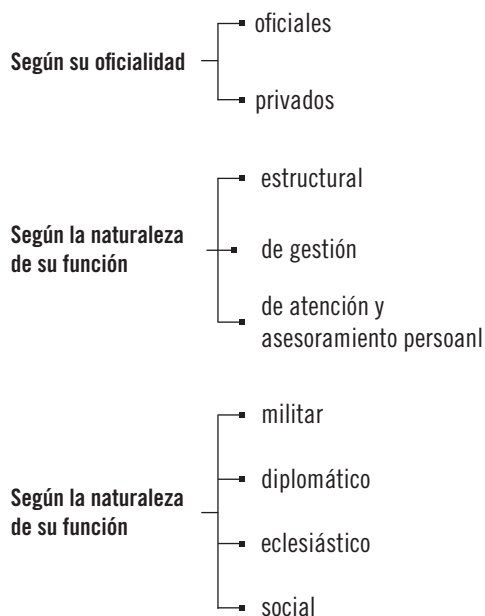 Según su oficialidad
oficiales
privados
Según la naturaleza
de su función
estructural
de gestión
de atención y
asesoramiento persoanl
Según la naturaleza
de su función
militar
diplomático
eclesiástico
social